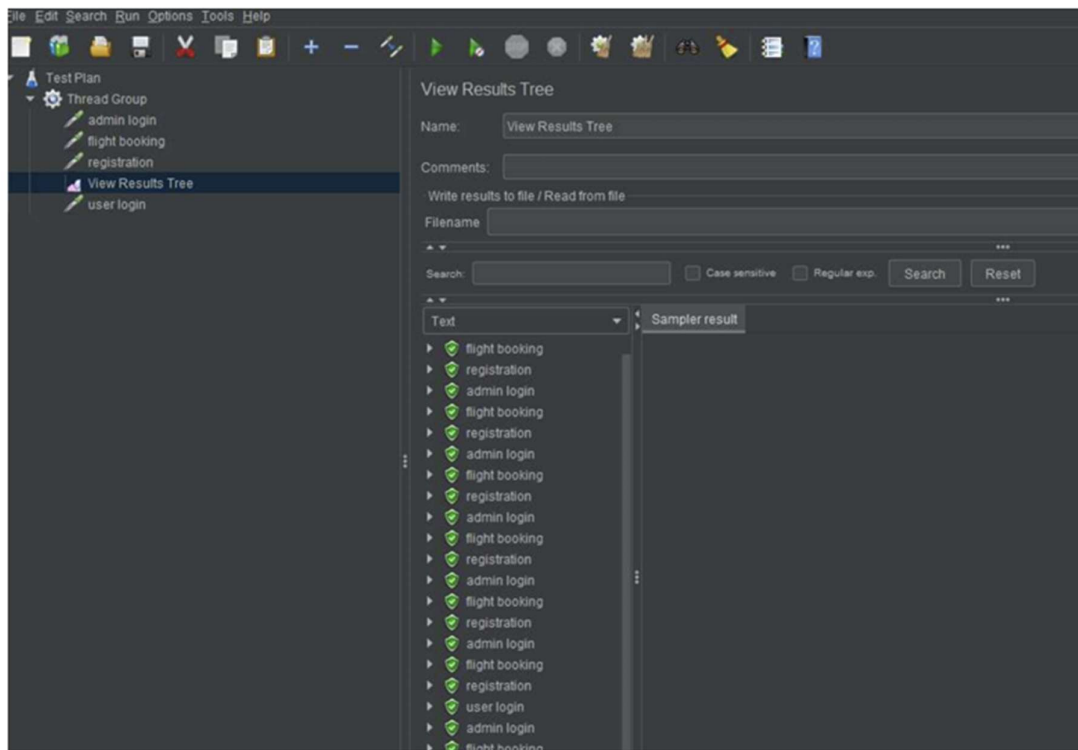 File Edit Search Run Options Tools Help
Test Plan
Thread Group
admin login
flight booking
registration
View Results Tree
user login
View Results Tree
Name: View Results Tree
Comments:
Write results to file / Read from file
Filename
Search: Case sensitive Regular exp. Search Reset
Text Sampler result
flight booking
registration
admin login
flight booking
registration
admin login
flight booking
registration
admin login
flight booking
registration
admin login
flight booking
registration
admin login
flight booking
registration
user login
admin login
flight booking